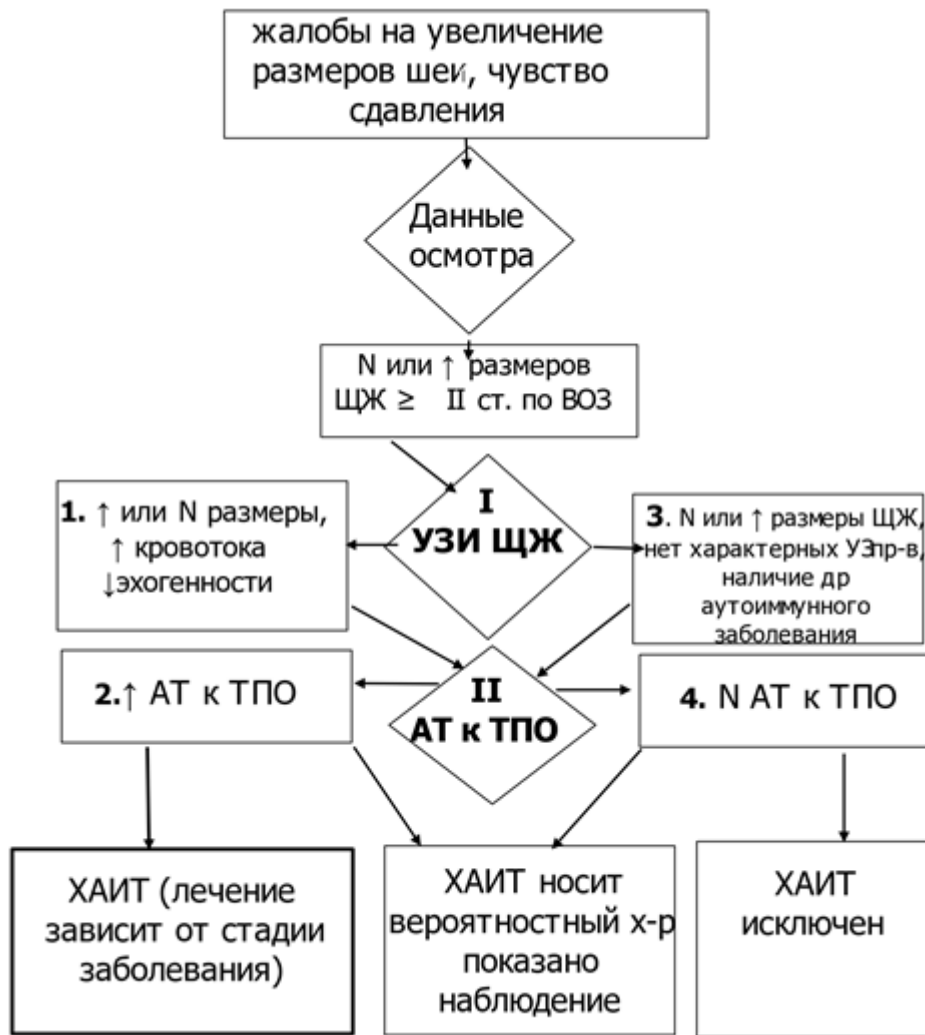 жалобы на увеличение
размеров шеи, чувство
сдавления
Данные
осмотра
N или ↑ размеров
ЩЖ ≥ II ст. по ВОЗ
I
УЗИ ЩЖ
1. ↑ или N размеры,
↑ кровотока
↓эхогенности
3. N или ↑ размеры ЩЖ,
нет характерных УЗпр-в,
наличие др
аутоиммунного
заболевания
II
АТ к ТПО
2.↑ АТ к ТПО
4. N АТ к ТПО
ХАИТ (лечение
зависит от стадии
заболевания)
ХАИТ носит
вероятностный х-р
показано
наблюдение
ХАИТ
исключен